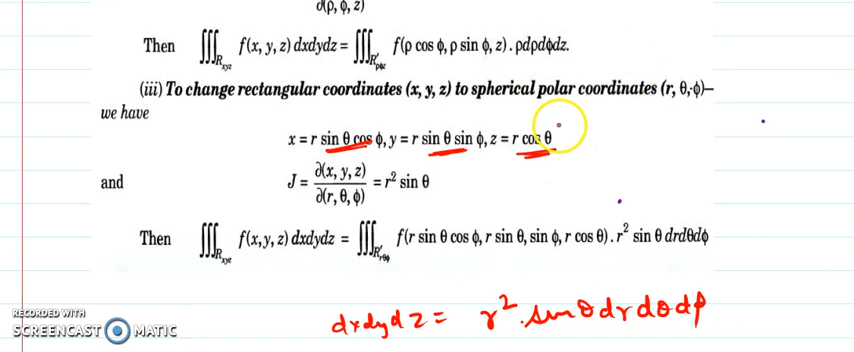 ∂(ρ, ϕ, z)
Then ∭R_xyz f(x, y, z) dxdydz = ∭R'_ρϕz f(ρ cos ϕ, ρ sin ϕ, z) . ρdρdϕdz.
(iii) To change rectangular coordinates (x, y, z) to spherical polar coordinates (r, θ, ϕ)–
we have
x = r sin θ cos ϕ, y = r sin θ sin ϕ, z = r cos θ
and J = ∂(x, y, z) / ∂(r, θ, ϕ) = r² sin θ
Then ∭R_xyz f(x,y, z) dxdydz = ∭R'_rθϕ f(r sin θ cos ϕ, r sin θ, sin ϕ, r cos θ) . r² sin θ drdθdϕ
dxdydz = r². sinθ dr dθ dϕ
RECORDED WITH
SCREENCAST MATIC